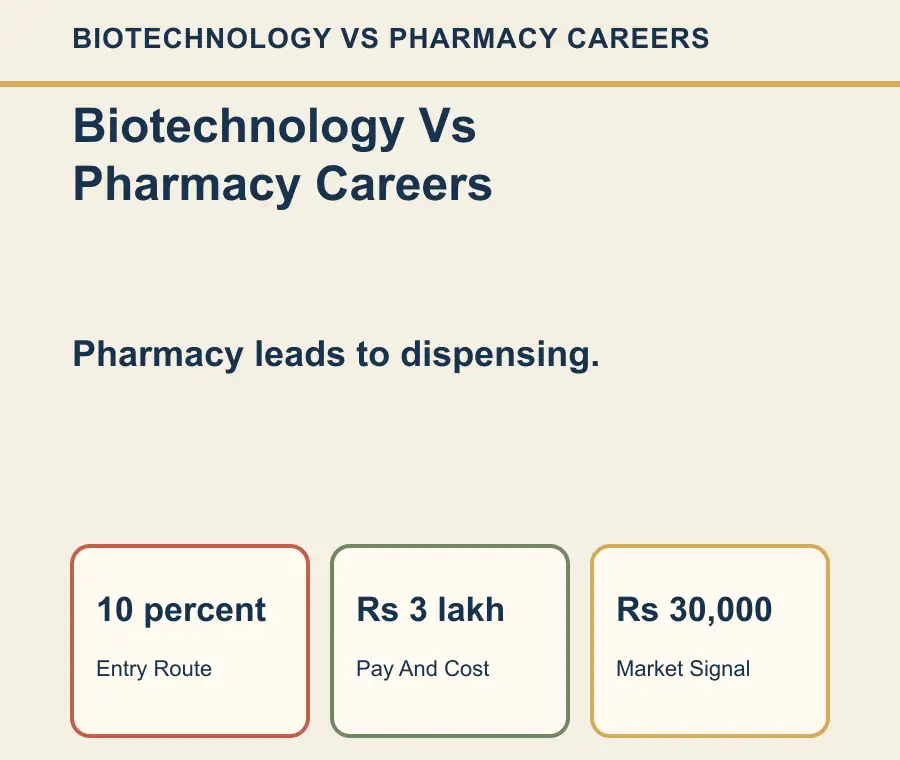 BIOTECHNOLOGY VS PHARMACY CAREERS
Biotechnology Vs
Pharmacy Careers
Pharmacy leads to dispensing.
10 percent
Entry Route
Rs 3 lakh
Pay And Cost
Rs 30,000
Market Signal